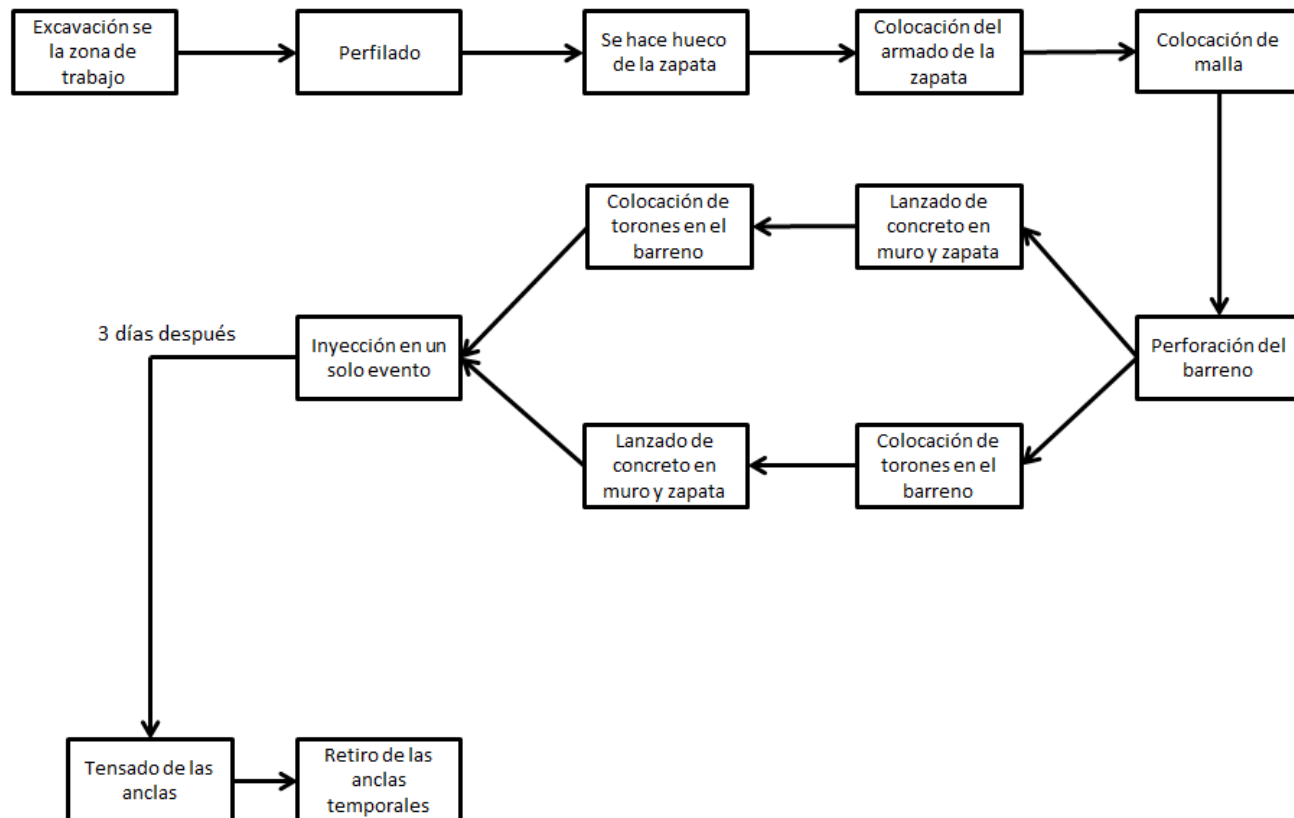 Excavación se
la zona de
trabajo
Perfilado
Se hace hueco
de la zapata
Colocación del
armado de la
zapata
Colocación de
malla
Colocación de
torones en el
barreno
Lanzado de
concreto en
muro y zapata
3 días después
Inyección en un
solo evento
Perforación del
barreno
Lanzado de
concreto en
muro y zapata
Colocación de
torones en el
barreno
Tensado de las
anclas
Retiro de las
anclas
temporales